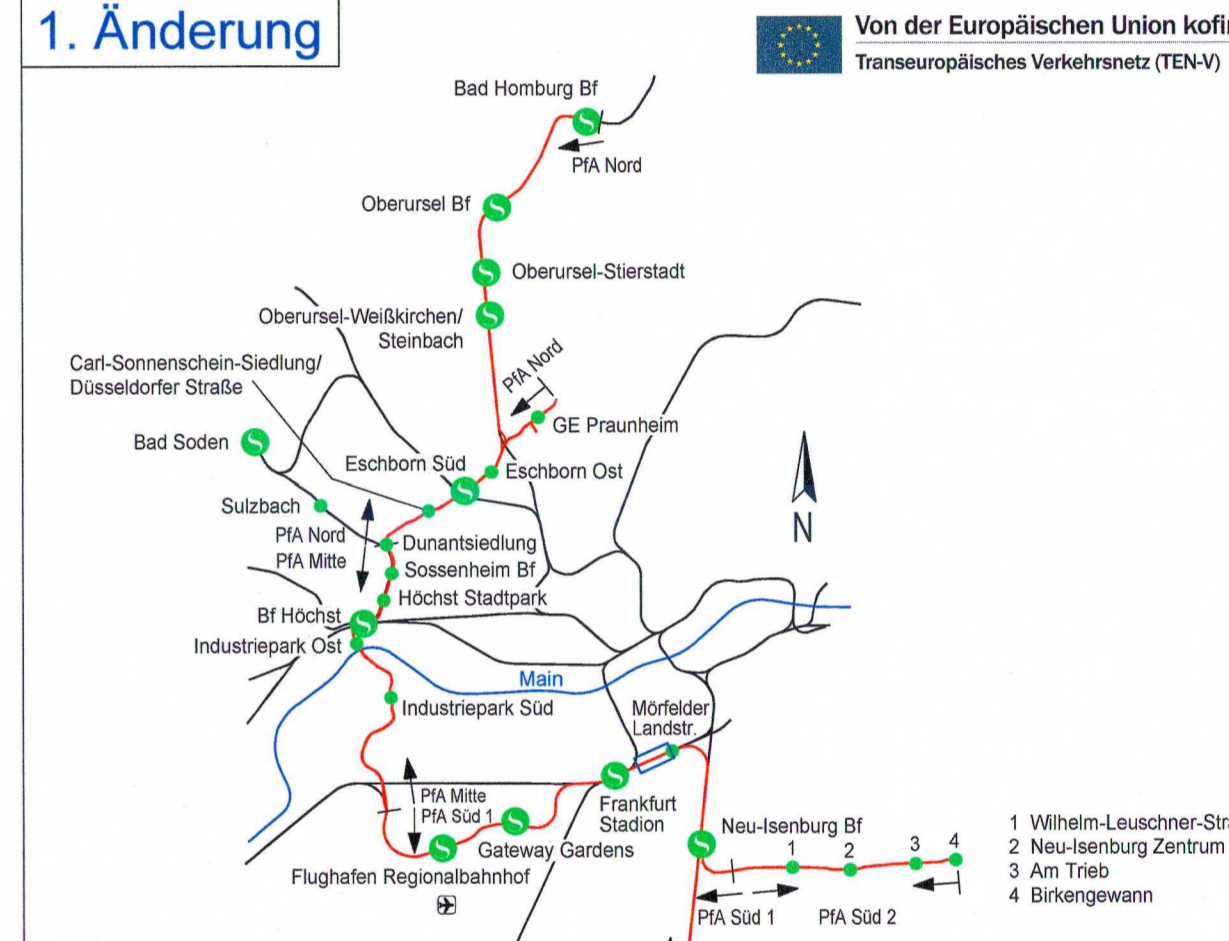 1. Änderung
Von der Europäischen Union
Transeuropäisches Verkehrsnetz (TEN-V)
Bad Homburg Bf
PfA Nord
Oberursel Bf
Oberursel-Stierstadt
Oberursel-Weißkirchen/
Steinbach
Carl-Sonnenschein-Siedlung/
Düsseldorfer Straße
PfA Nord
GE Praunheim
Bad Soden
Eschborn Süd
Eschborn Ost
Sulzbach
PfA Nord
PfA Mitte
Dunantsiedlung
Sossenheim Bf
Höchst Stadtpark
N
Bf Höchst
Industriepark Ost
Main
Industriepark Süd
Mörfelder
Landstr.
PfA Mitte
PfA Süd 1
Frankfurt
Stadion
Gateway Gardens
Flughafen Regionalbahnhof
Neu-Isenburg Bf
1 2 3 4
PfA Süd 1
PfA Süd 2
1 Wilhelm-Leuschner-Str
2 Neu-Isenburg Zentrum
3 Am Trieb
4 Birkengewann